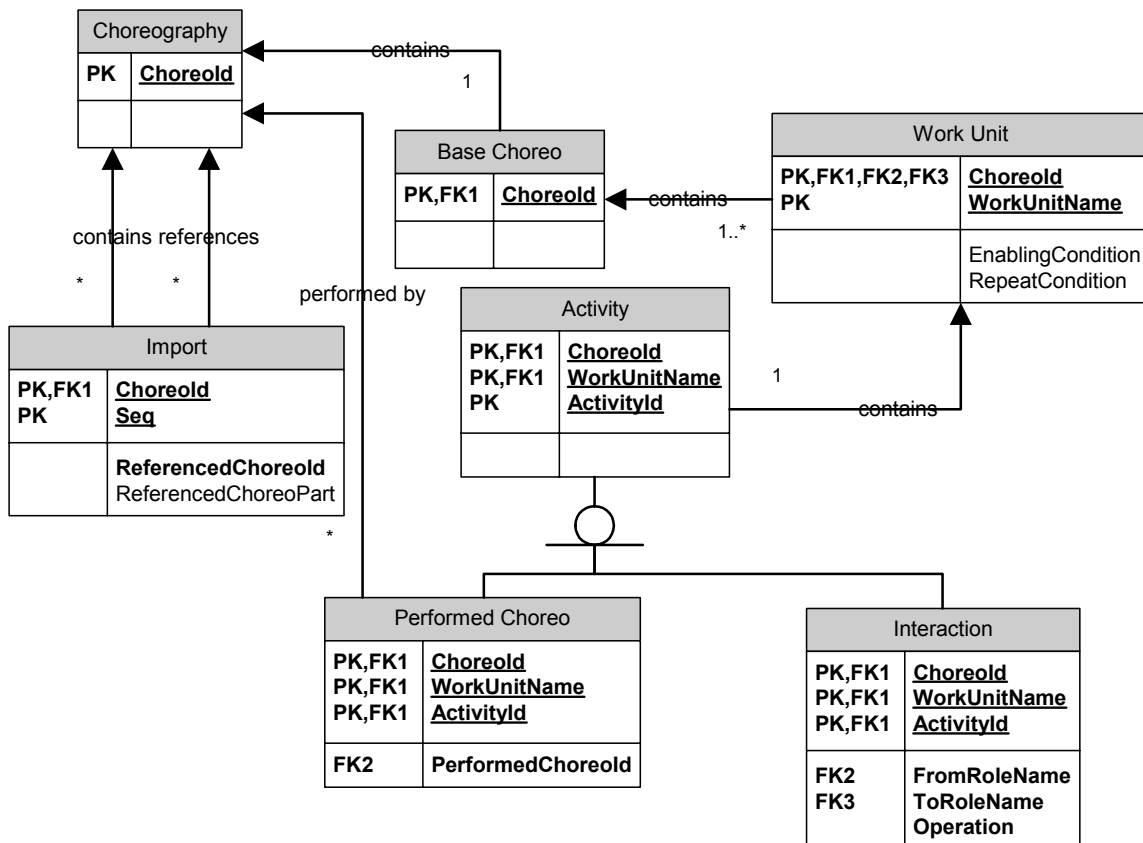 Choreography
PK ChoreoId
contains
1
Base Choreo
PK,FK1 ChoreoId
contains
1..*
Work Unit
PK,FK1,FK2,FK3 ChoreoId
PK WorkUnitName
EnablingCondition
RepeatCondition
contains references
*
*
performed by
Import
PK,FK1 ChoreoId
PK Seq
ReferencedChoreoId
ReferencedChoreoPart
*
Activity
PK,FK1 ChoreoId
PK,FK1 WorkUnitName
PK ActivityId
1
contains
Performed Choreo
PK,FK1 ChoreoId
PK,FK1 WorkUnitName
PK,FK1 ActivityId
FK2 PerformedChoreoId
Interaction
PK,FK1 ChoreoId
PK,FK1 WorkUnitName
PK,FK1 ActivityId
FK2 FromRoleName
FK3 ToRoleName
Operation